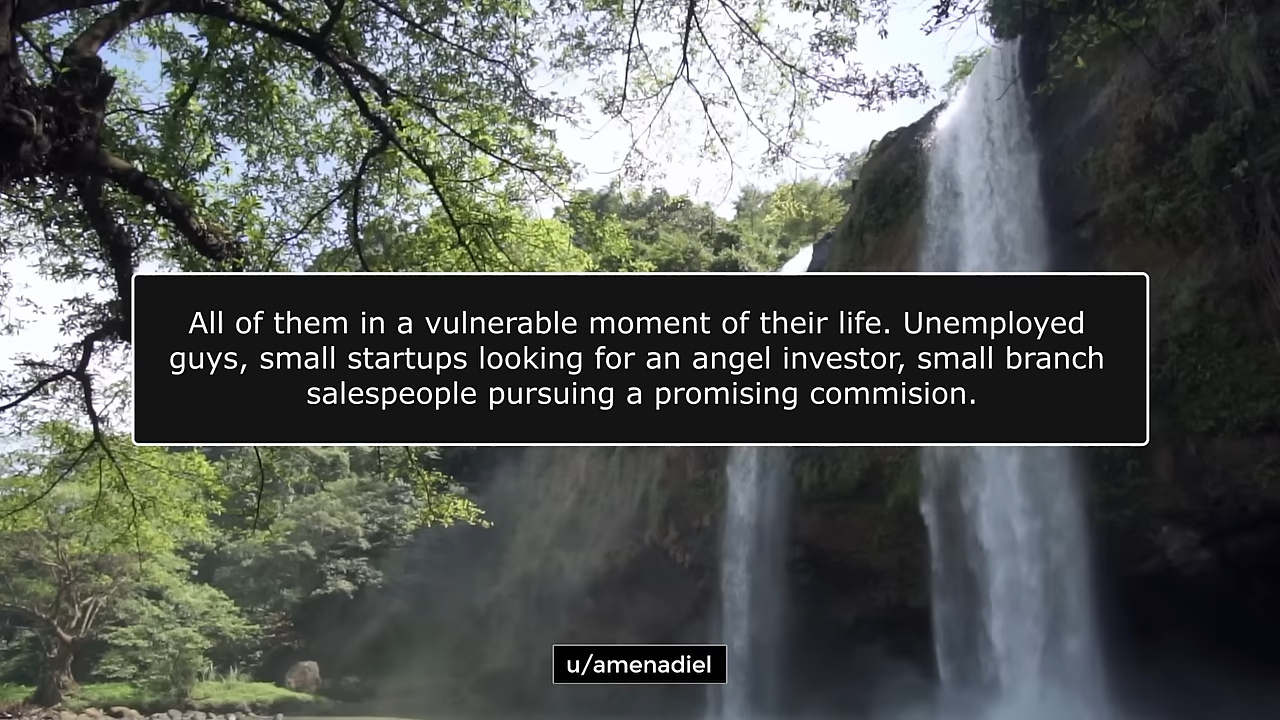 All of them in a vulnerable moment of their life. Unemployed
guys, small startups looking for an angel investor, small branch
salespeople pursuing a promising commision.
u/amenadiel